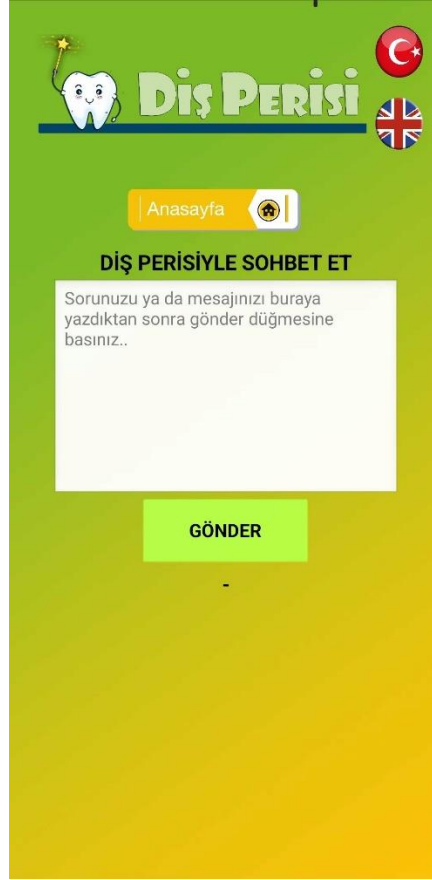 Diş Perisi
Anasayfa
DİŞ PERİSİYLE SOHBET ET
Sorunuzu ya da mesajınızı buraya
yazdıktan sonra gönder düğmesine
basınız..
GÖNDER
-